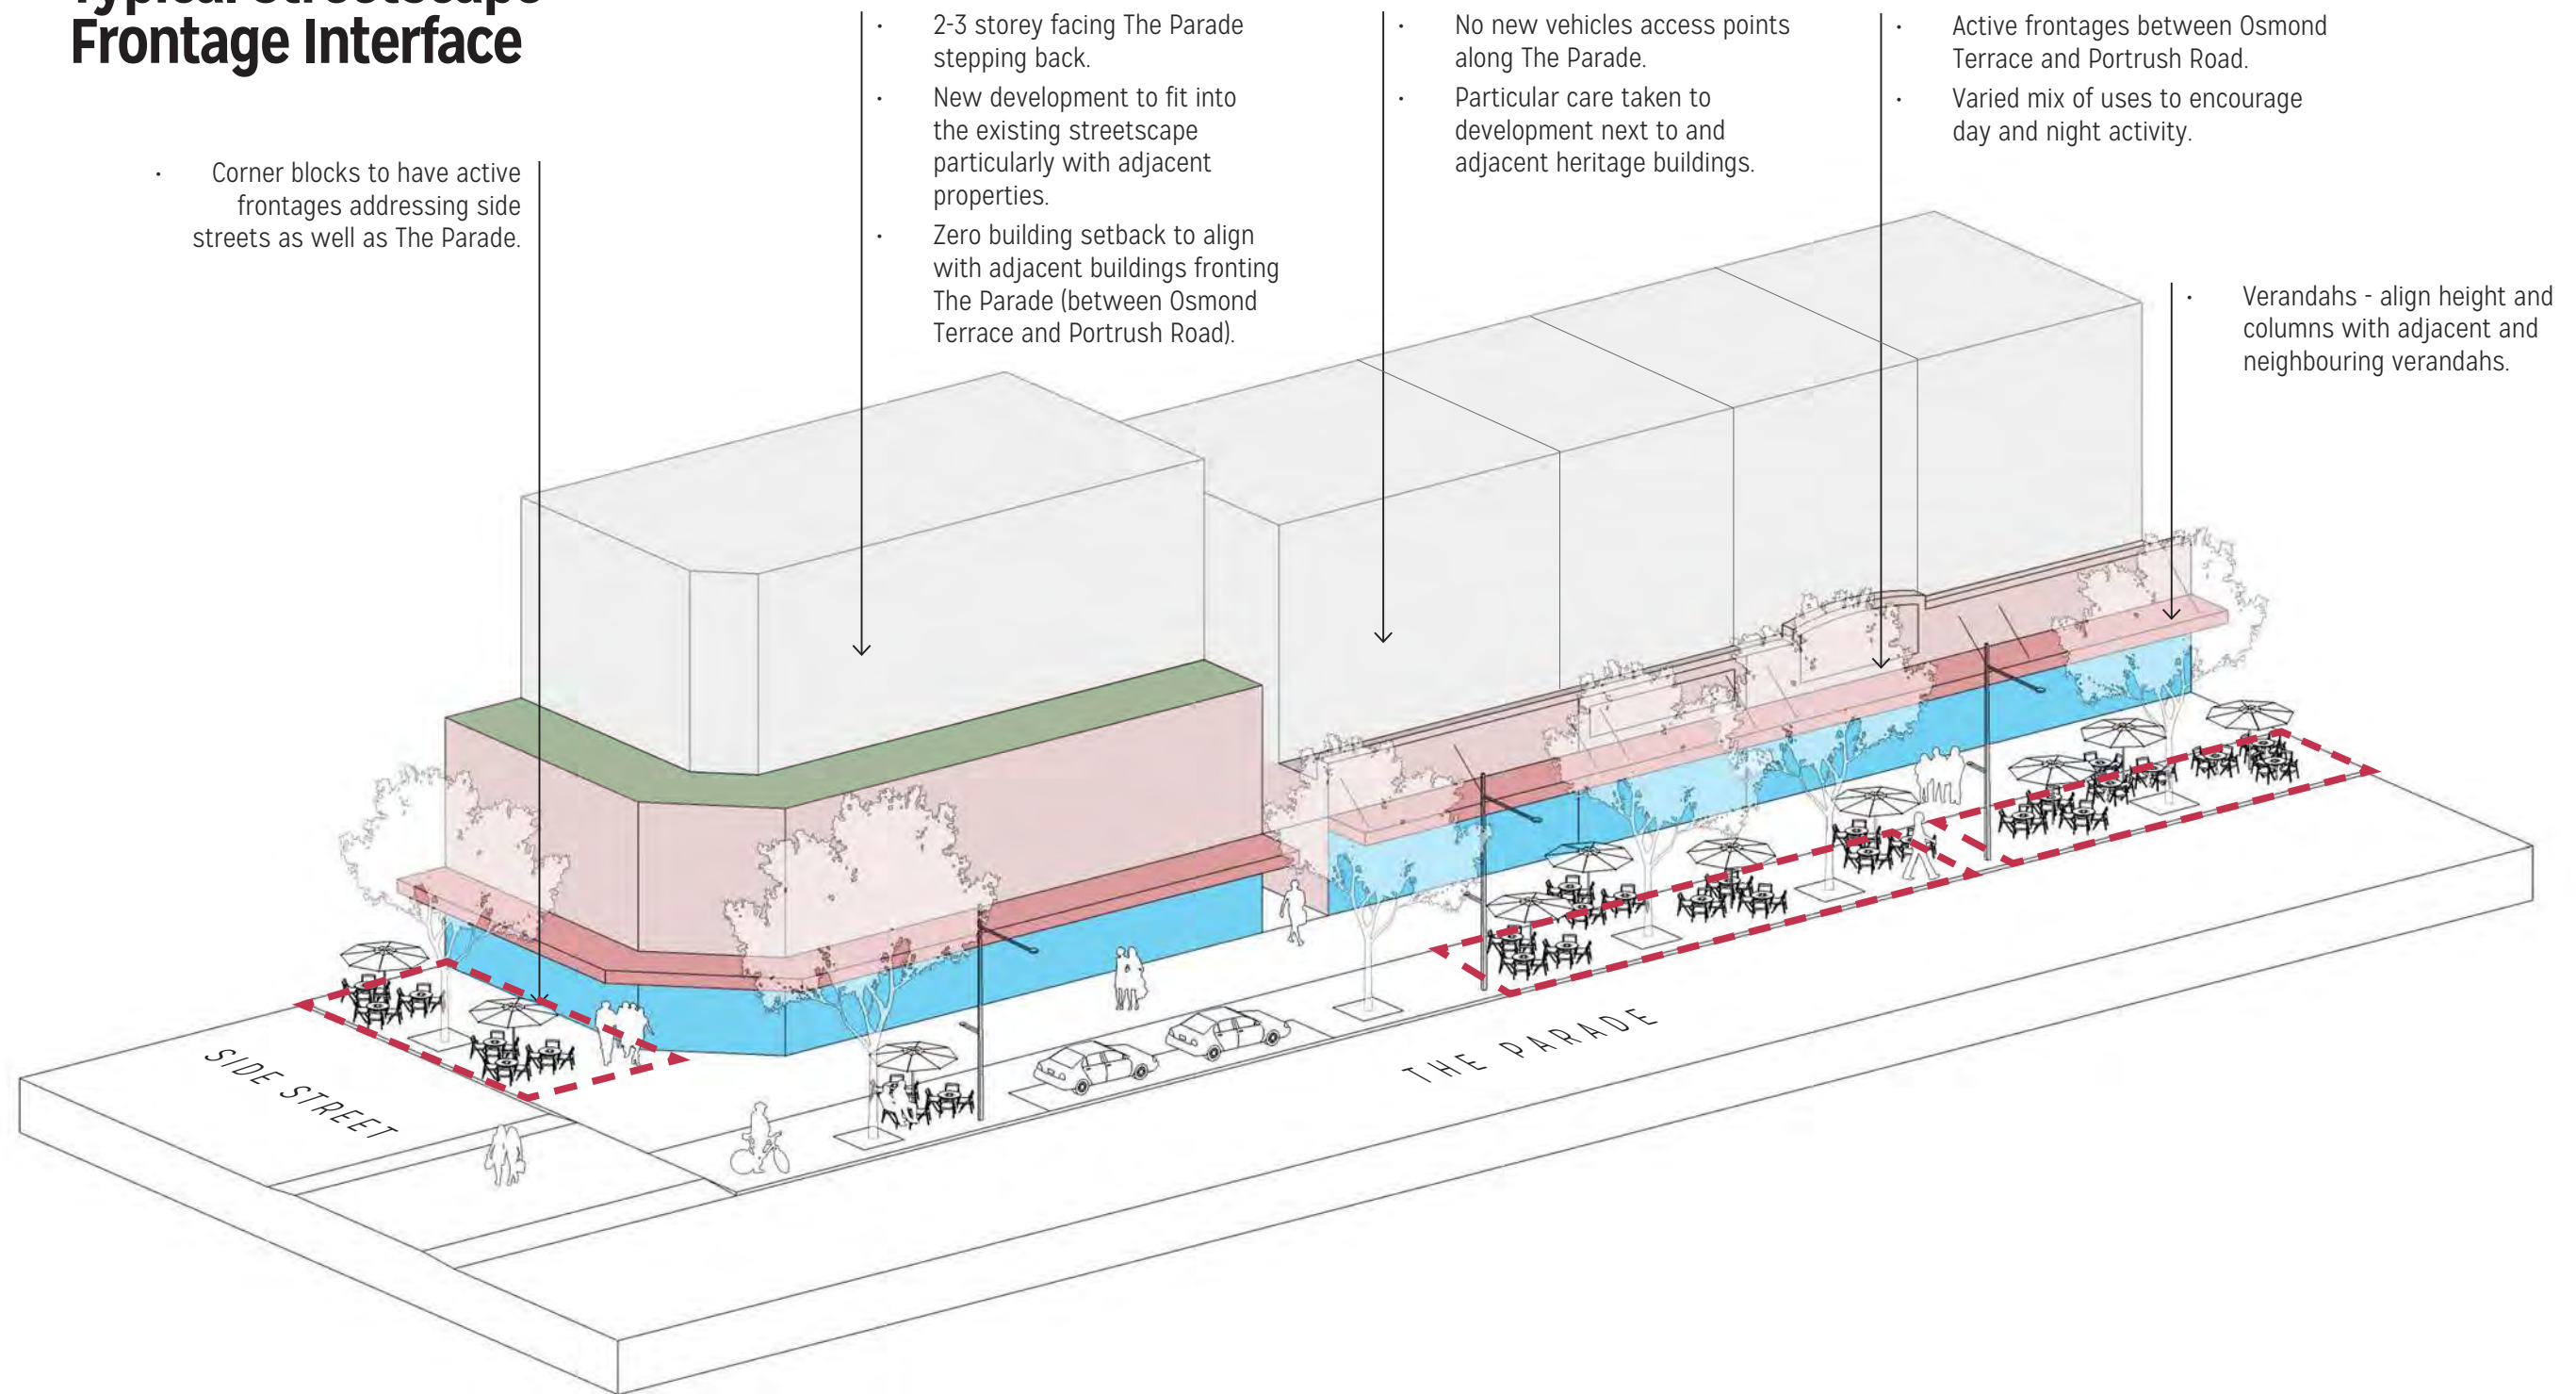 Typical Streetscape
Frontage Interface
· Corner blocks to have active
frontages addressing side
streets as well as The Parade.
· 2-3 storey facing The Parade
stepping back.
· New development to fit into
the existing streetscape
particularly with adjacent
properties.
· Zero building setback to align
with adjacent buildings fronting
The Parade (between Osmond
Terrace and Portrush Road).
· No new vehicles access points
along The Parade.
· Particular care taken to
development next to and
adjacent heritage buildings.
· Active frontages between Osmond
Terrace and Portrush Road.
· Varied mix of uses to encourage
day and night activity.
· Verandahs - align height and
columns with adjacent and
neighbouring verandahs.
SIDE STREET
THE PARADE